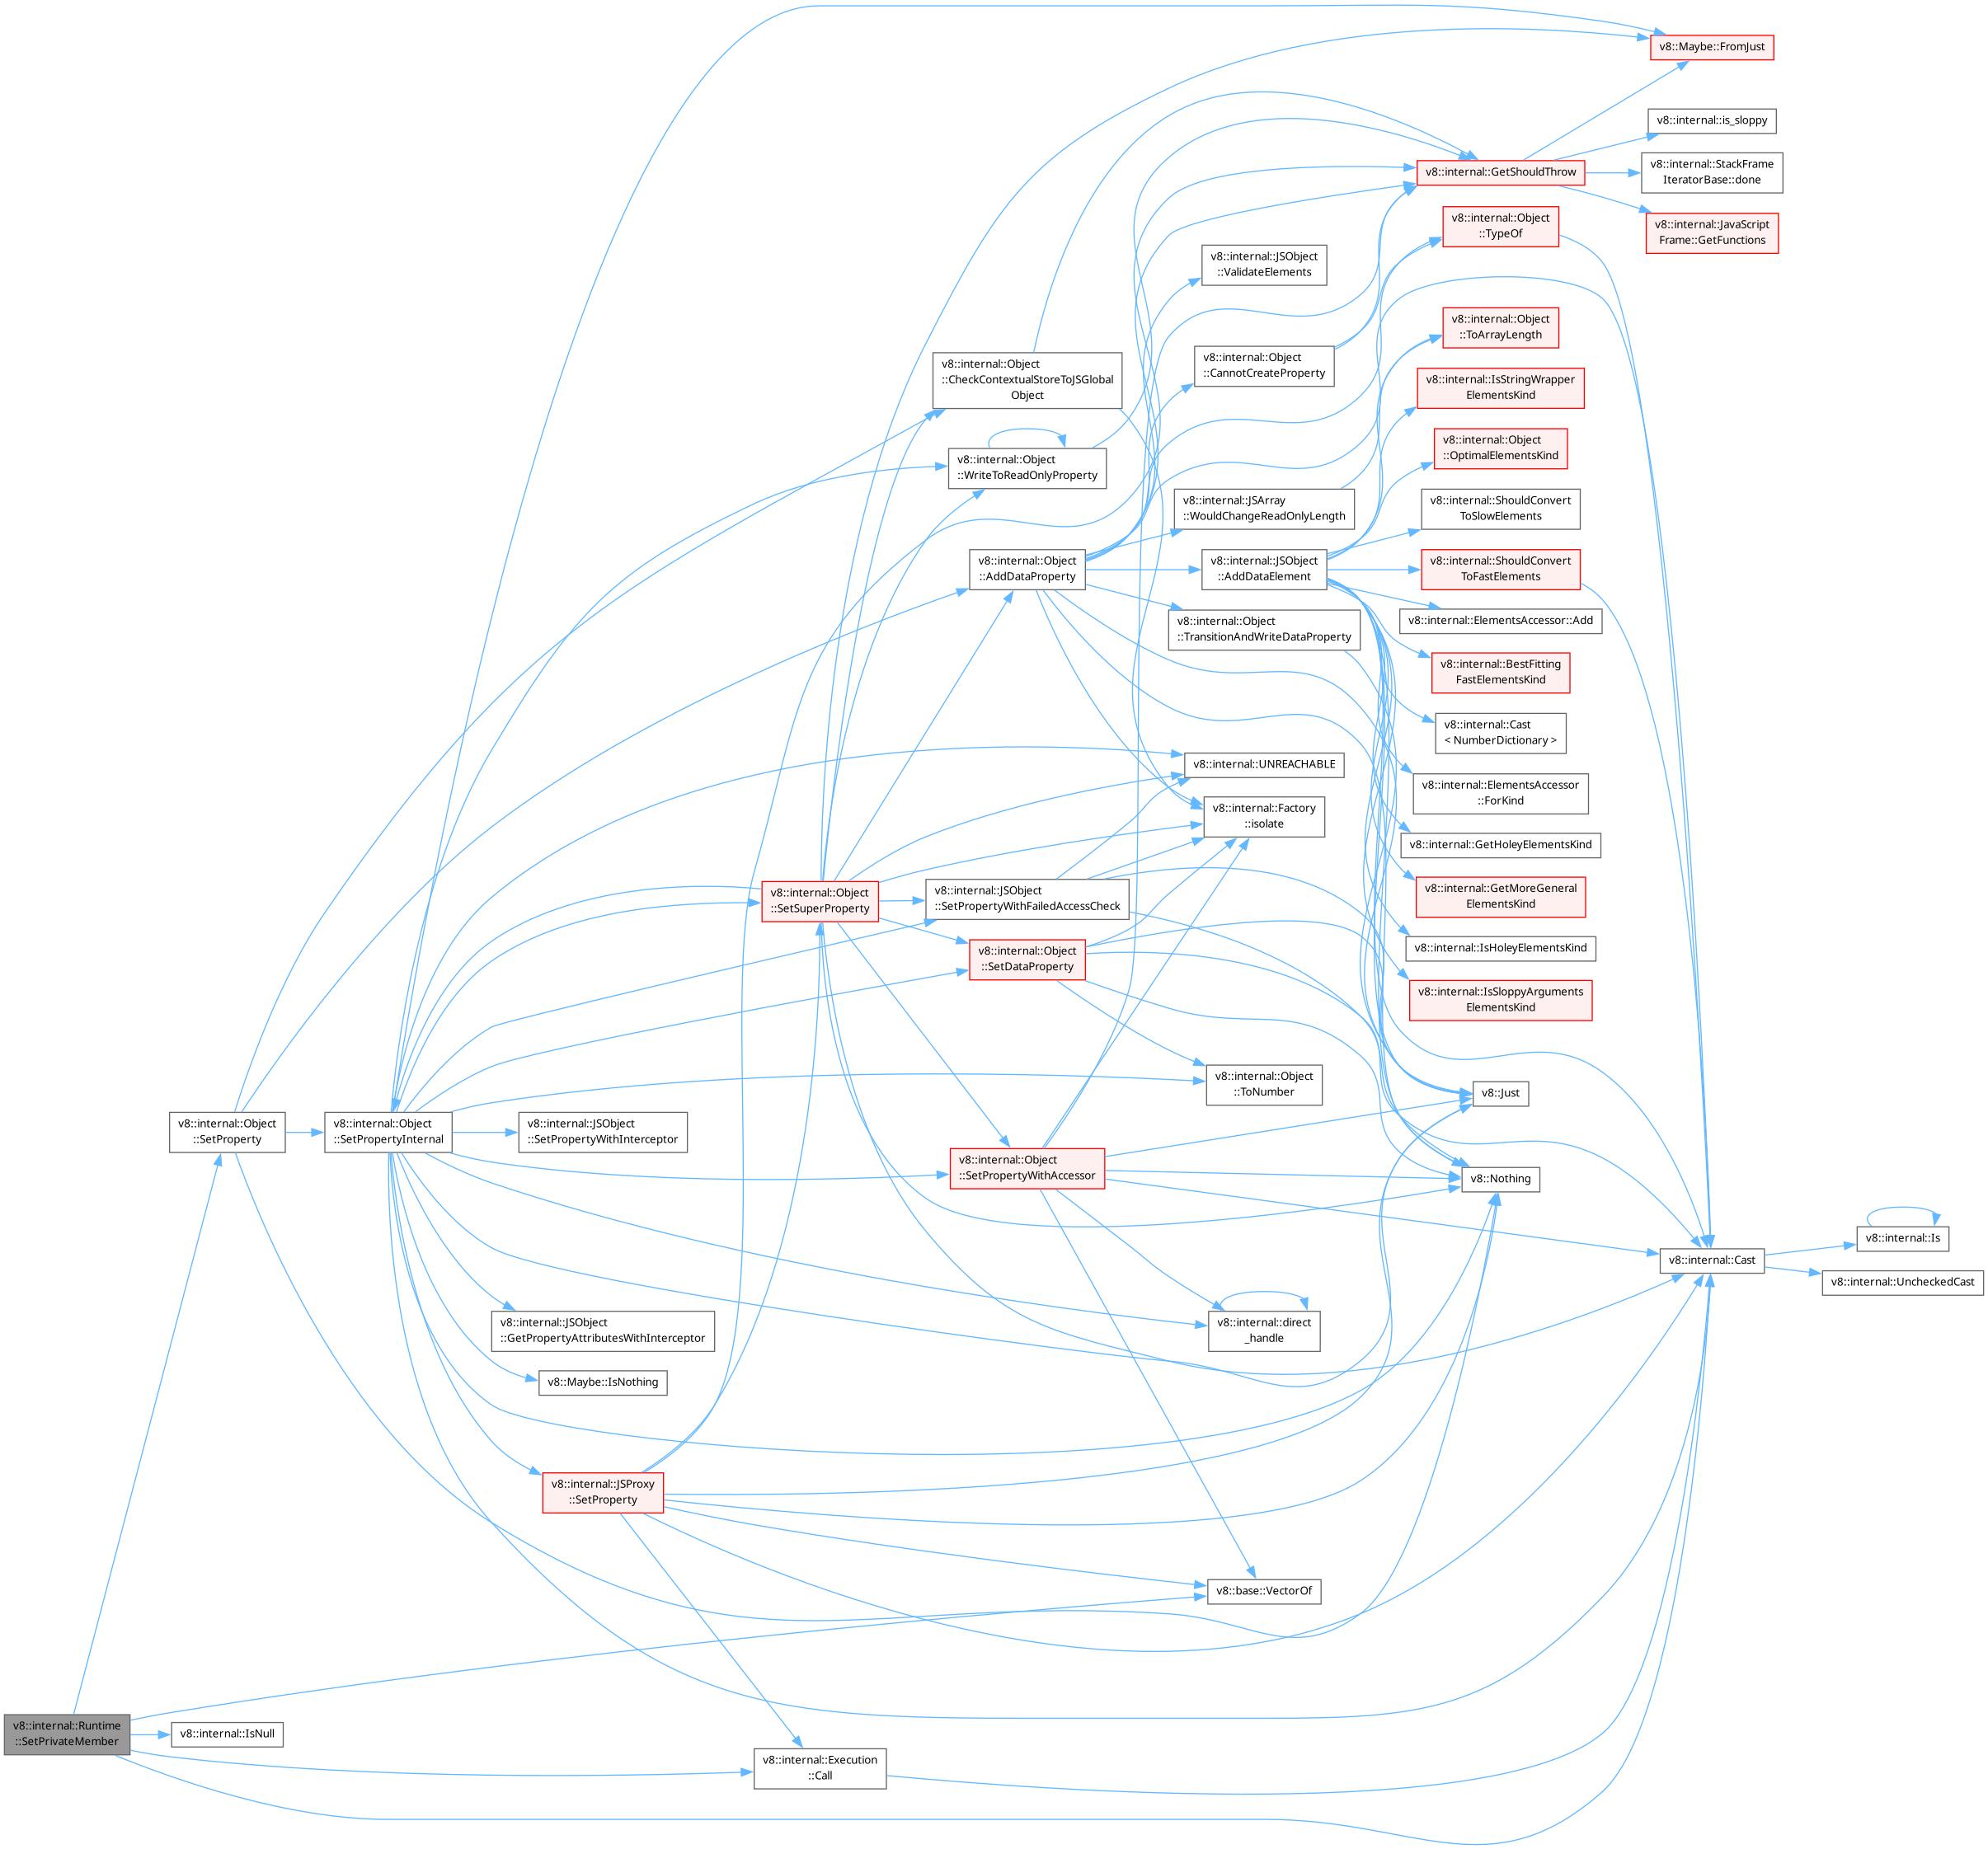 v8::Maybe::FromJust
v8::internal::is_sloppy
v8::internal::StackFrame
IteratorBase::done
v8::internal::GetShouldThrow
v8::internal::JavaScript
Frame::GetFunctions
v8::internal::Object
::TypeOf
v8::internal::JSObject
::ValidateElements
v8::internal::Object
::ToArrayLength
v8::internal::Object
::CannotCreateProperty
v8::internal::Object
::CheckContextualStoreToJSGlobal
Object
v8::internal::IsStringWrapper
ElementsKind
v8::internal::Object
::OptimalElementsKind
v8::internal::Object
::WriteToReadOnlyProperty
v8::internal::JSArray
::WouldChangeReadOnlyLength
v8::internal::ShouldConvert
ToSlowElements
v8::internal::Object
::AddDataProperty
v8::internal::JSObject
::AddDataElement
v8::internal::ShouldConvert
ToFastElements
v8::internal::ElementsAccessor::Add
v8::internal::Object
::TransitionAndWriteDataProperty
v8::internal::BestFitting
FastElementsKind
v8::internal::Cast
< NumberDictionary >
v8::internal::UNREACHABLE
v8::internal::ElementsAccessor
::ForKind
v8::internal::Factory
::isolate
v8::internal::GetHoleyElementsKind
v8::internal::Object
::SetSuperProperty
v8::internal::JSObject
::SetPropertyWithFailedAccessCheck
v8::internal::GetMoreGeneral
ElementsKind
v8::internal::IsHoleyElementsKind
v8::internal::Object
::SetDataProperty
v8::internal::IsSloppyArguments
ElementsKind
v8::internal::Object
::ToNumber
v8::Just
v8::internal::Object
::SetProperty
v8::internal::Object
::SetPropertyInternal
v8::internal::JSObject
::SetPropertyWithInterceptor
v8::internal::Object
::SetPropertyWithAccessor
v8::Nothing
v8::internal::Is
v8::internal::Cast
v8::internal::UncheckedCast
v8::internal::JSObject
::GetPropertyAttributesWithInterceptor
v8::internal::direct
_handle
v8::Maybe::IsNothing
v8::internal::JSProxy
::SetProperty
v8::base::VectorOf
v8::internal::Runtime
::SetPrivateMember
v8::internal::IsNull
v8::internal::Execution
::Call